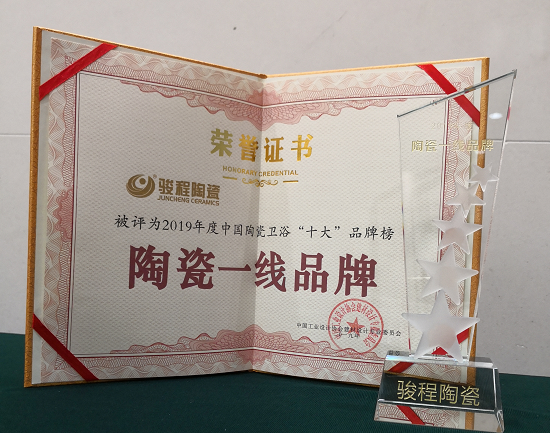 荣誉证书
HONORARY CREDENTIAL
骏程陶瓷
JUNCHENG CERAMICS
被评为2019年度中国陶瓷卫浴“十大”品牌榜
陶瓷一线品牌
陶瓷一线品牌
骏程陶瓷